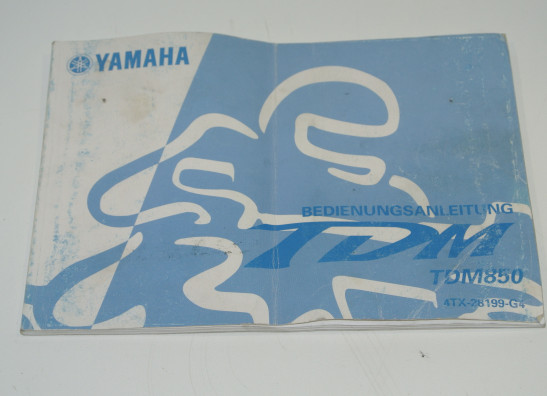 YAMAHA
BEDIENUNGSANLEITUNG
TDM
TDM850
4TX-28199-G4